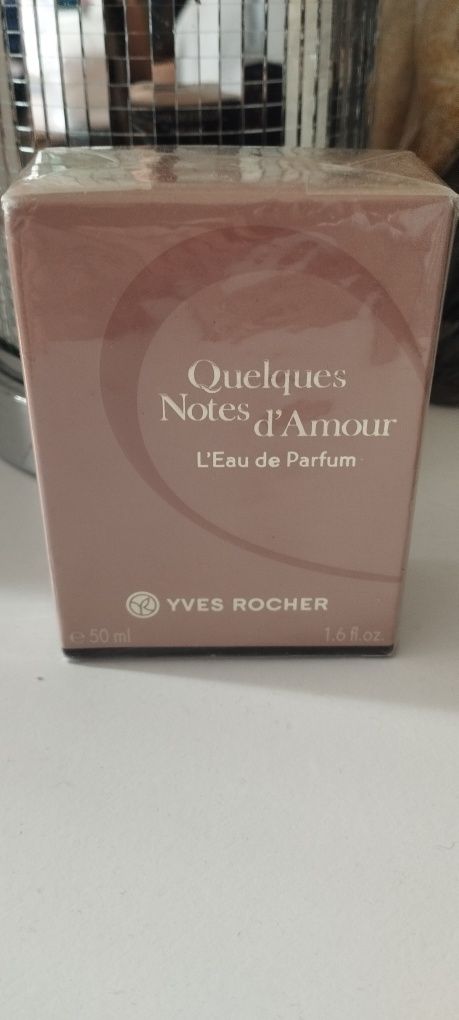 Quelques
Notes d'Amour
L'Eau de Parfum
YVES ROCHER
e 50 ml 1.6 fl.oz.